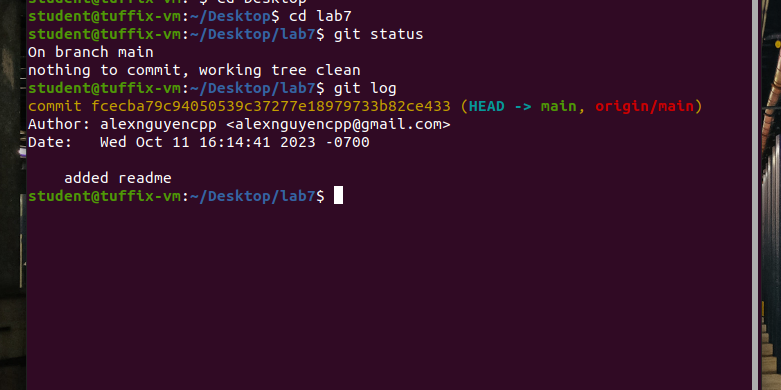 student@tuffix-vm:~$ cd Desktop
student@tuffix-vm:~/Desktop$ cd lab7
student@tuffix-vm:~/Desktop/lab7$ git status
On branch main
nothing to commit, working tree clean
student@tuffix-vm:~/Desktop/lab7$ git log
commit fcecba79c94050539c37277e18979733b82ce433 (HEAD -> main, origin/main)
Author: alexnguyencpp <alexnguyencpp@gmail.com>
Date:   Wed Oct 11 16:14:41 2023 -0700
added readme
student@tuffix-vm:~/Desktop/lab7$